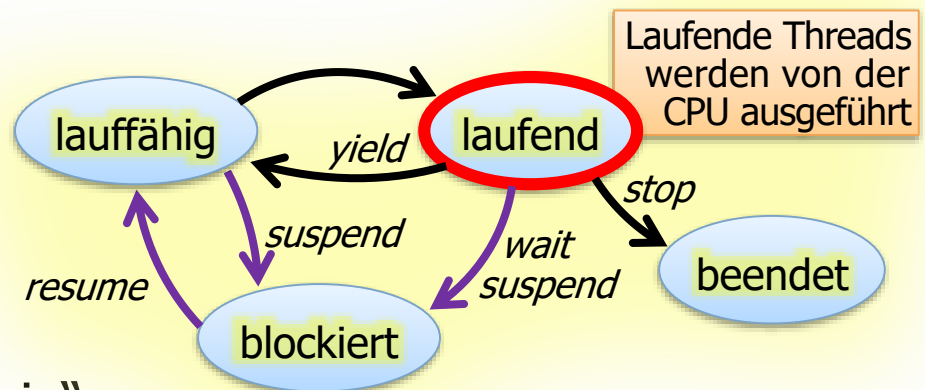 Laufende Threads
werden von der
CPU ausgeführt
lauffähig
laufend
yield
stop
suspend
wait
suspend
resume
beendet
blockiert